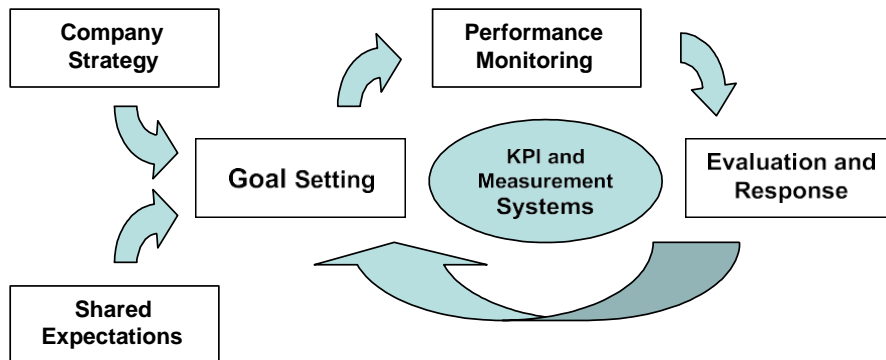 Company
Strategy
Performance
Monitoring
Goal Setting
KPI and
Measurement
Systems
Evaluation and
Response
Shared
Expectations